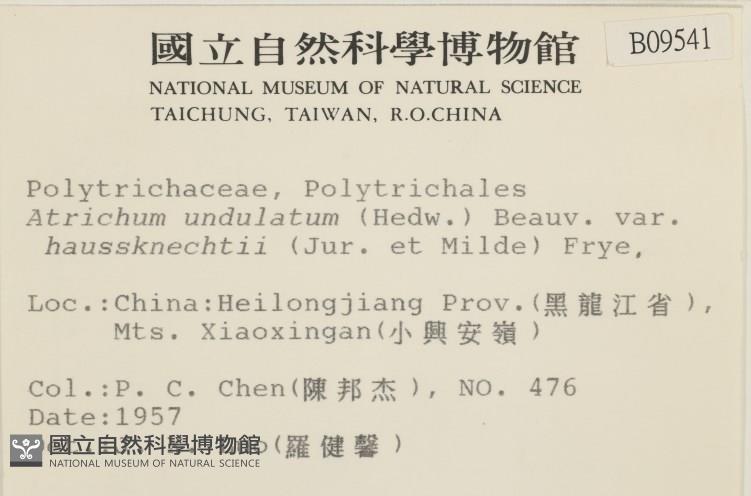 國立自然科學博物館
B09541
NATIONAL MUSEUM OF NATURAL SCIENCE
TAICHUNG, TAIWAN, R.O.CHINA
Polytrichaceae, Polytrichales
Atrichum undulatum (Hedw.) Beauv. var.
haussknechtii (Jur. et Milde) Frye,
Loc.:China:Heilongjiang Prov.(黑龍江省),
Mts. Xiaoxingan(小興安嶺)
Col.:P. C. Chen(陳邦杰), NO. 476
Date:1957
(羅健馨)
國立自然科學博物館
NATIONAL MUSEUM OF NATURAL SCIENCE